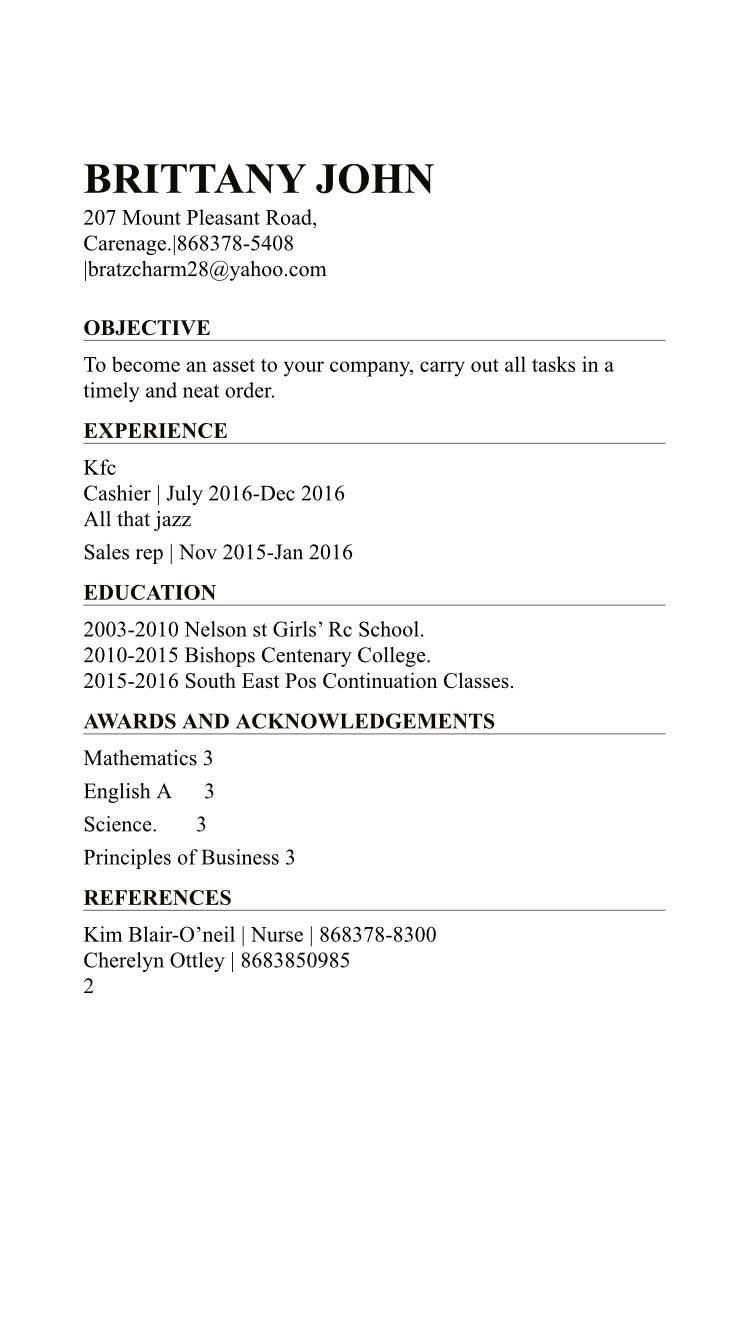 BRITTANY JOHN
207 Mount Pleasant Road,
Carenage.|868378-5408
|bratzcharm28@yahoo.com
OBJECTIVE
To become an asset to your company, carry out all tasks in a
timely and neat order.
EXPERIENCE
Kfc
Cashier | July 2016-Dec 2016
All that jazz
Sales rep | Nov 2015-Jan 2016
EDUCATION
2003-2010 Nelson st Girls’ Rc School.
2010-2015 Bishops Centenary College.
2015-2016 South East Pos Continuation Classes.
AWARDS AND ACKNOWLEDGEMENTS
Mathematics 3
English A 3
Science. 3
Principles of Business 3
REFERENCES
Kim Blair-O’neil | Nurse | 868378-8300
Cherelyn Ottley | 8683850985
2